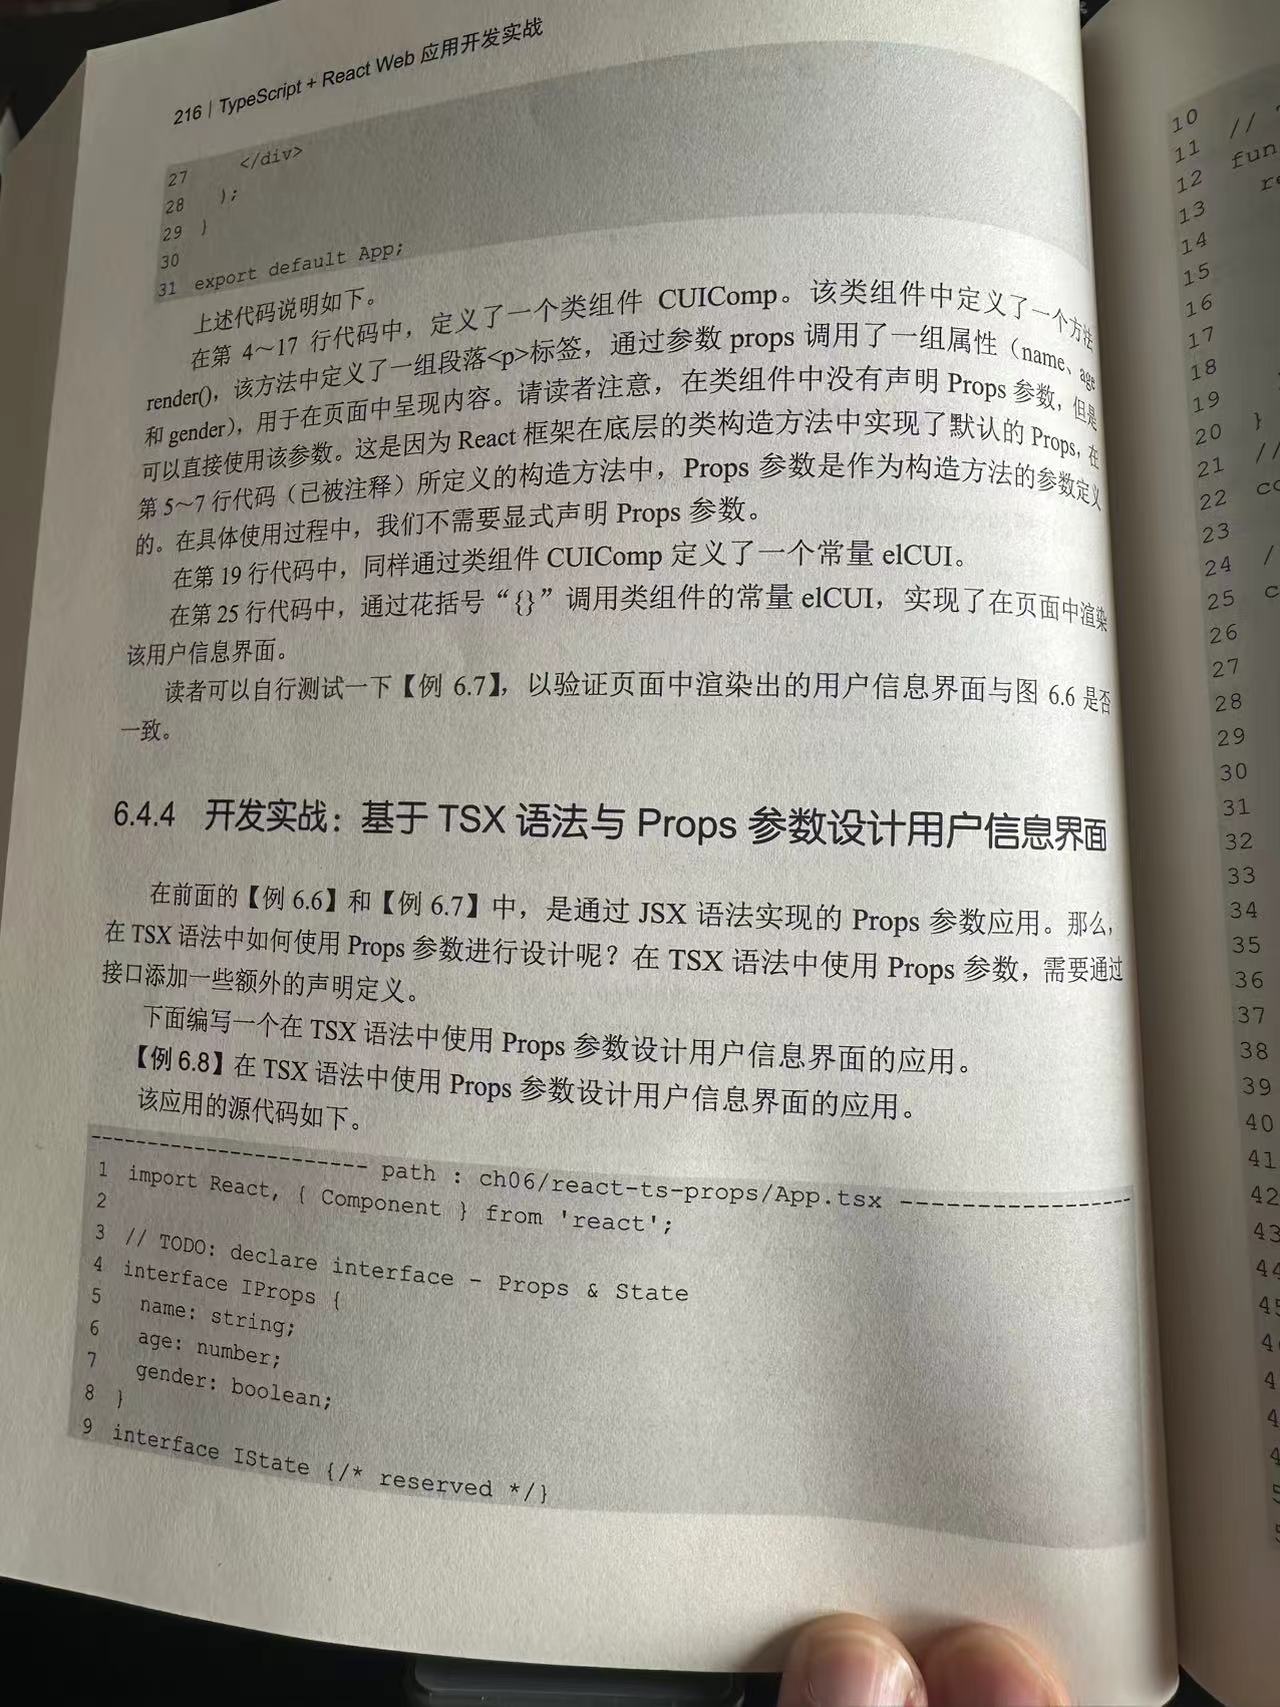 216 | TypeScript + React Web 应用开发实战
27 </div>
28 );
29 }
30
31 export default App;
上述代码说明如下。
在第 4～17 行代码中，定义了一个类组件 CUIComp。该类组件中定义了一个方法
render()，该方法中定义了一组段落<p>标签，通过参数 props 调用了一组属性（name、age
和 gender），用于在页面中呈现内容。请读者注意，在类组件中没有声明 Props 参数，但是
可以直接使用该参数。这是因为 React 框架在底层的类构造方法中实现了默认的 Props，在
第 5～7 行代码（已被注释）所定义的构造方法中，Props 参数是作为构造方法的参数定义
的。在具体使用过程中，我们不需要显式声明 Props 参数。
在第 19 行代码中，同样通过类组件 CUIComp 定义了一个常量 elCUI。
在第 25 行代码中，通过花括号“{}”调用类组件的常量 elCUI，实现了在页面中渲染
该用户信息界面。
读者可以自行测试一下【例 6.7】，以验证页面中渲染出的用户信息界面与图 6.6 是否
一致。
6.4.4 开发实战：基于 TSX 语法与 Props 参数设计用户信息界面
在前面的【例 6.6】和【例 6.7】中，是通过 JSX 语法实现的 Props 参数应用。那么，
在 TSX 语法中如何使用 Props 参数进行设计呢？在 TSX 语法中使用 Props 参数，需要通过
接口添加一些额外的声明定义。
下面编写一个在 TSX 语法中使用 Props 参数设计用户信息界面的应用。
【例 6.8】在 TSX 语法中使用 Props 参数设计用户信息界面的应用。
该应用的源代码如下。
--------------------- path : ch06/react-ts-props/App.tsx -----------------
1 import React, { Component } from 'react';
2
3 // TODO: declare interface - Props & State
4 interface IProps {
5 name: string;
6 age: number;
7 gender: boolean;
8 }
9 interface IState {/* reserved */}
10
11 //
12 fun
13 re
14
15
16
17
18
19
20 }
21 //
22 co
23
24 /
25 c
26
27
28
29
30
31
32
33
34
35
36
37
38
39
40
41
42
43